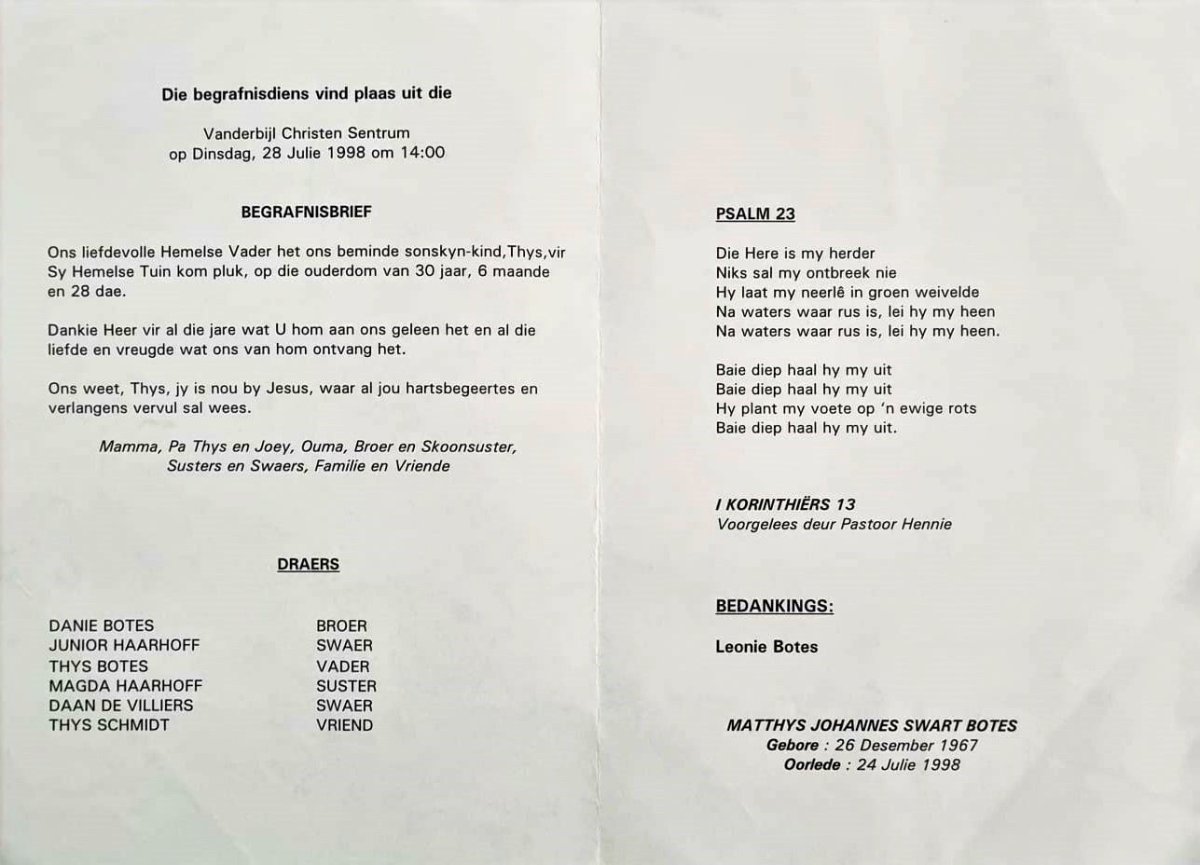 Die begrafnisdiens vind plaas uit die
Vanderbijl Christen Sentrum
op Dinsdag, 28 Julie 1998 om 14:00
BEGRAFNISBRIEF
Ons liefdevolle Hemelse Vader het ons beminde sonskyn-kind,Thys,vir
Sy Hemelse Tuin kom pluk, op die ouderdom van 30 jaar, 6 maande
en 28 dae.
Dankie Heer vir al die jare wat U hom aan ons geleen het en al die
liefde en vreugde wat ons van hom ontvang het.
Ons weet, Thys, jy is nou by Jesus, waar al jou hartsbegeertes en
verlangens vervul sal wees.
Mamma, Pa Thys en Joey, Ouma, Broer en Skoonsuster,
Susters en Swaers, Familie en Vriende
DRAERS
DANIE BOTES BROER
JUNIOR HAARHOFF SWAER
THYS BOTES VADER
MAGDA HAARHOFF SUSTER
DAAN DE VILLIERS SWAER
THYS SCHMIDT VRIEND
PSALM 23
Die Here is my herder
Niks sal my ontbreek nie
Hy laat my neerlê in groen weivelde
Na waters waar rus is, lei hy my heen
Na waters waar rus is, lei hy my heen.
Baie diep haal hy my uit
Baie diep haal hy my uit
Hy plant my voete op 'n ewige rots
Baie diep haal hy my uit.
I KORINTHIËRS 13
Voorgelees deur Pastoor Hennie
BEDANKINGS:
Leonie Botes
MATTHYS JOHANNES SWART BOTES
Gebore : 26 Desember 1967
Oorlede : 24 Julie 1998